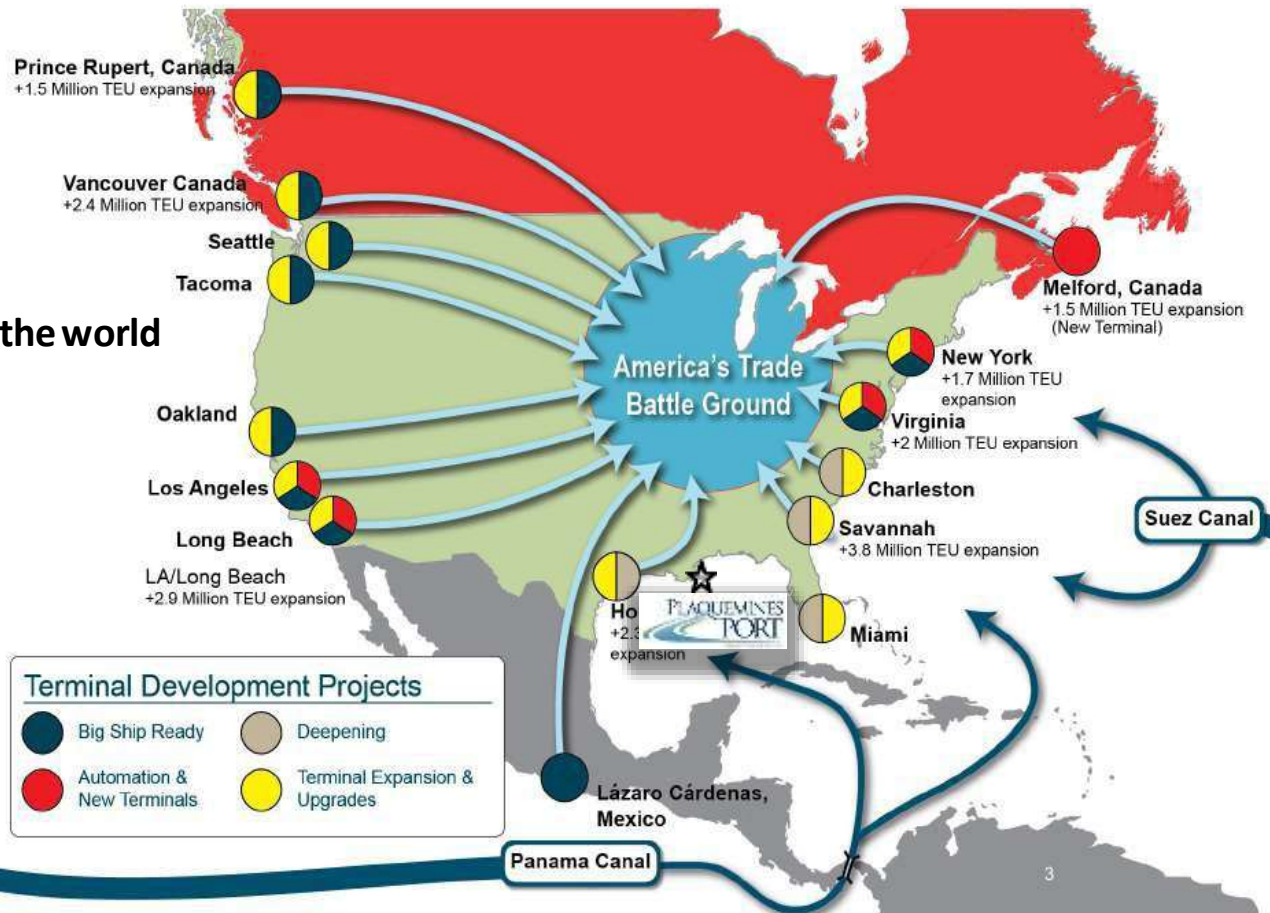 Prince Rupert, Canada
+1.5 Million TEU expansion
Vancouver Canada
+2.4 Million TEU expansion
Seattle
Tacoma
the world
Oakland
Los Angeles
Long Beach
LA/Long Beach
+2.9 Million TEU expansion
America's Trade
Battle Ground
Melford, Canada
+1.5 Million TEU expansion
(New Terminal)
New York
+1.7 Million TEU
expansion
Virginia
+2 Million TEU expansion
Charleston
Savannah
+3.8 Million TEU expansion
Suez Canal
Miami
PLAQUEMINES
PORT
expansion
Terminal Development Projects
Big Ship Ready
Deepening
Automation &
New Terminals
Terminal Expansion &
Upgrades
Lázaro Cárdenas,
Mexico
Panama Canal
3